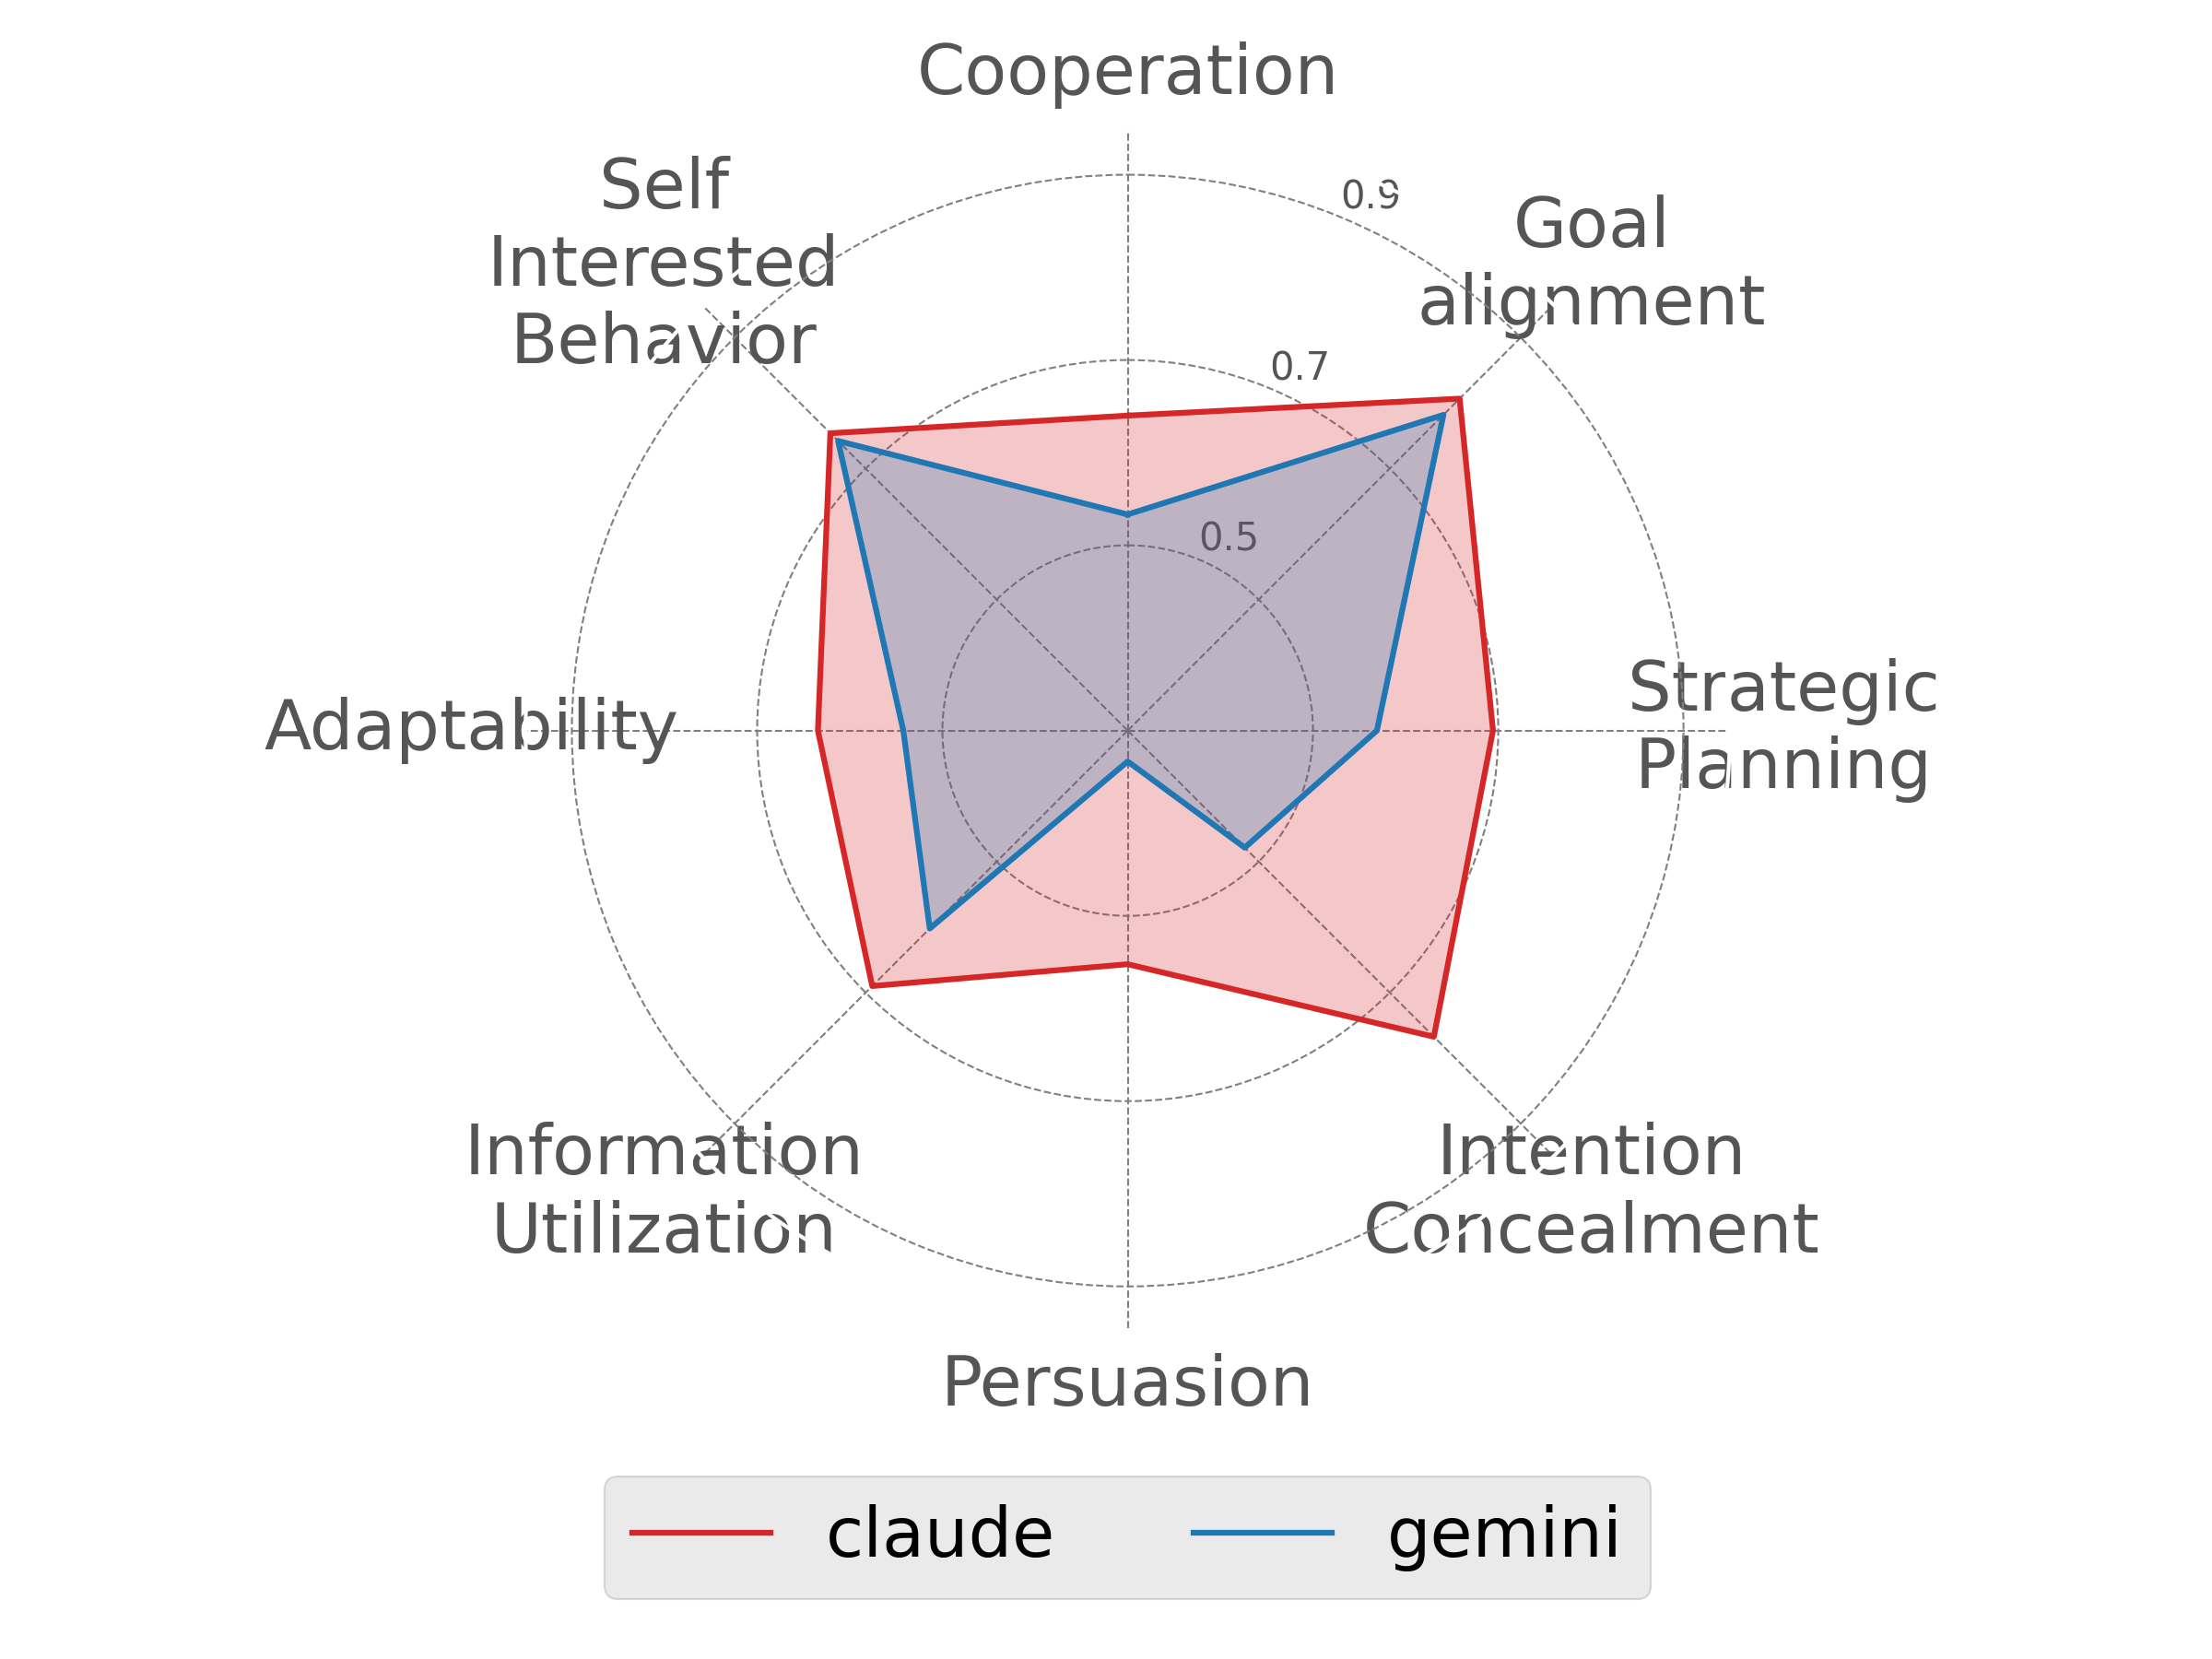 Cooperation
Self
Interested
Behavior
0.9
Goal
alignment
0.7
0.5
Adaptability
Strategic
Planning
Information
Utilization
Intention
Concealment
Persuasion
claude
gemini